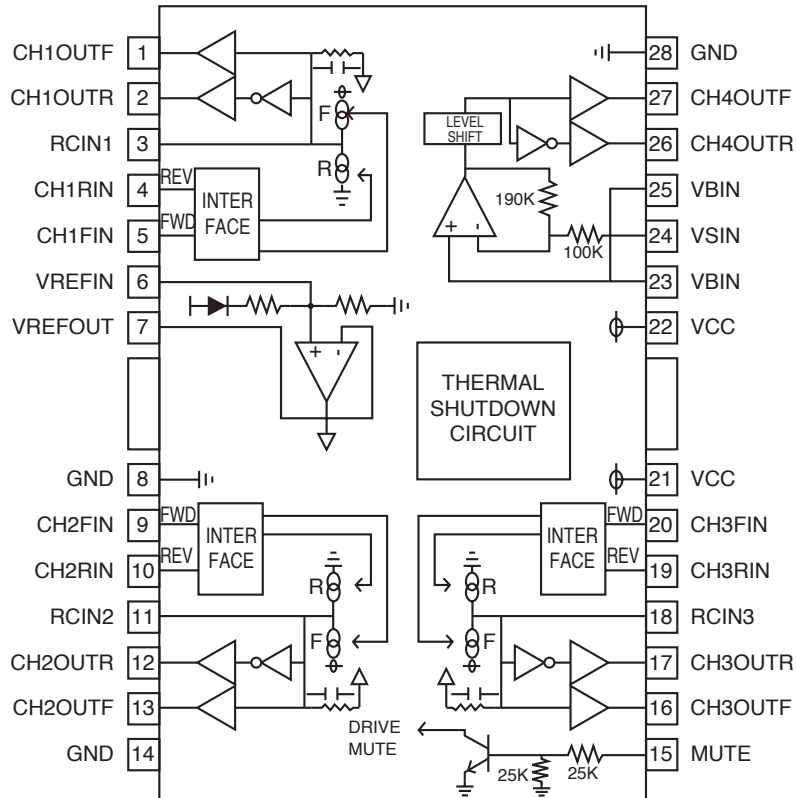 CH1OUTF 1
CH1OUTR 2
RCIN1 3
CH1RIN 4 REV
CH1FIN 5 FWD
INTER
FACE
F
R
VREFIN 6
VREFOUT 7
+ -
GND 8
CH2FIN 9 FWD
CH2RIN 10 REV
INTER
FACE
R
F
RCIN2 11
CH2OUTR 12
CH2OUTF 13
GND 14
28 GND
27 CH4OUTF
26 CH4OUTR
LEVEL
SHIFT
190K
100K
+ -
25 VBIN
24 VSIN
23 VBIN
22 VCC
THERMAL
SHUTDOWN
CIRCUIT
21 VCC
FWD 20 CH3FIN
REV 19 CH3RIN
INTER
FACE
R
F
18 RCIN3
17 CH3OUTR
16 CH3OUTF
DRIVE
MUTE
25K
25K
15 MUTE